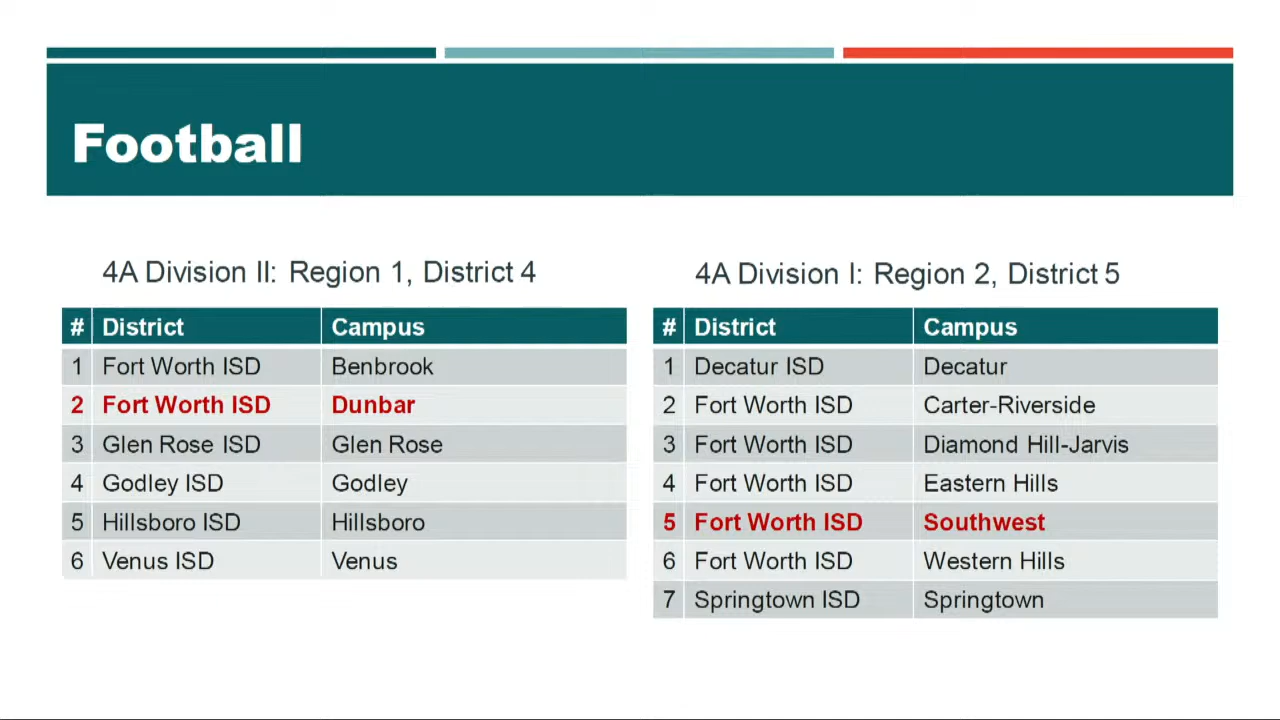 Football
4A Division II: Region 1, District 4
# District Campus
1 Fort Worth ISD Benbrook
2 Fort Worth ISD Dunbar
3 Glen Rose ISD Glen Rose
4 Godley ISD Godley
5 Hillsboro ISD Hillsboro
6 Venus ISD Venus
4A Division I: Region 2, District 5
# District Campus
1 Decatur ISD Decatur
2 Fort Worth ISD Carter-Riverside
3 Fort Worth ISD Diamond Hill-Jarvis
4 Fort Worth ISD Eastern Hills
5 Fort Worth ISD Southwest
6 Fort Worth ISD Western Hills
7 Springtown ISD Springtown